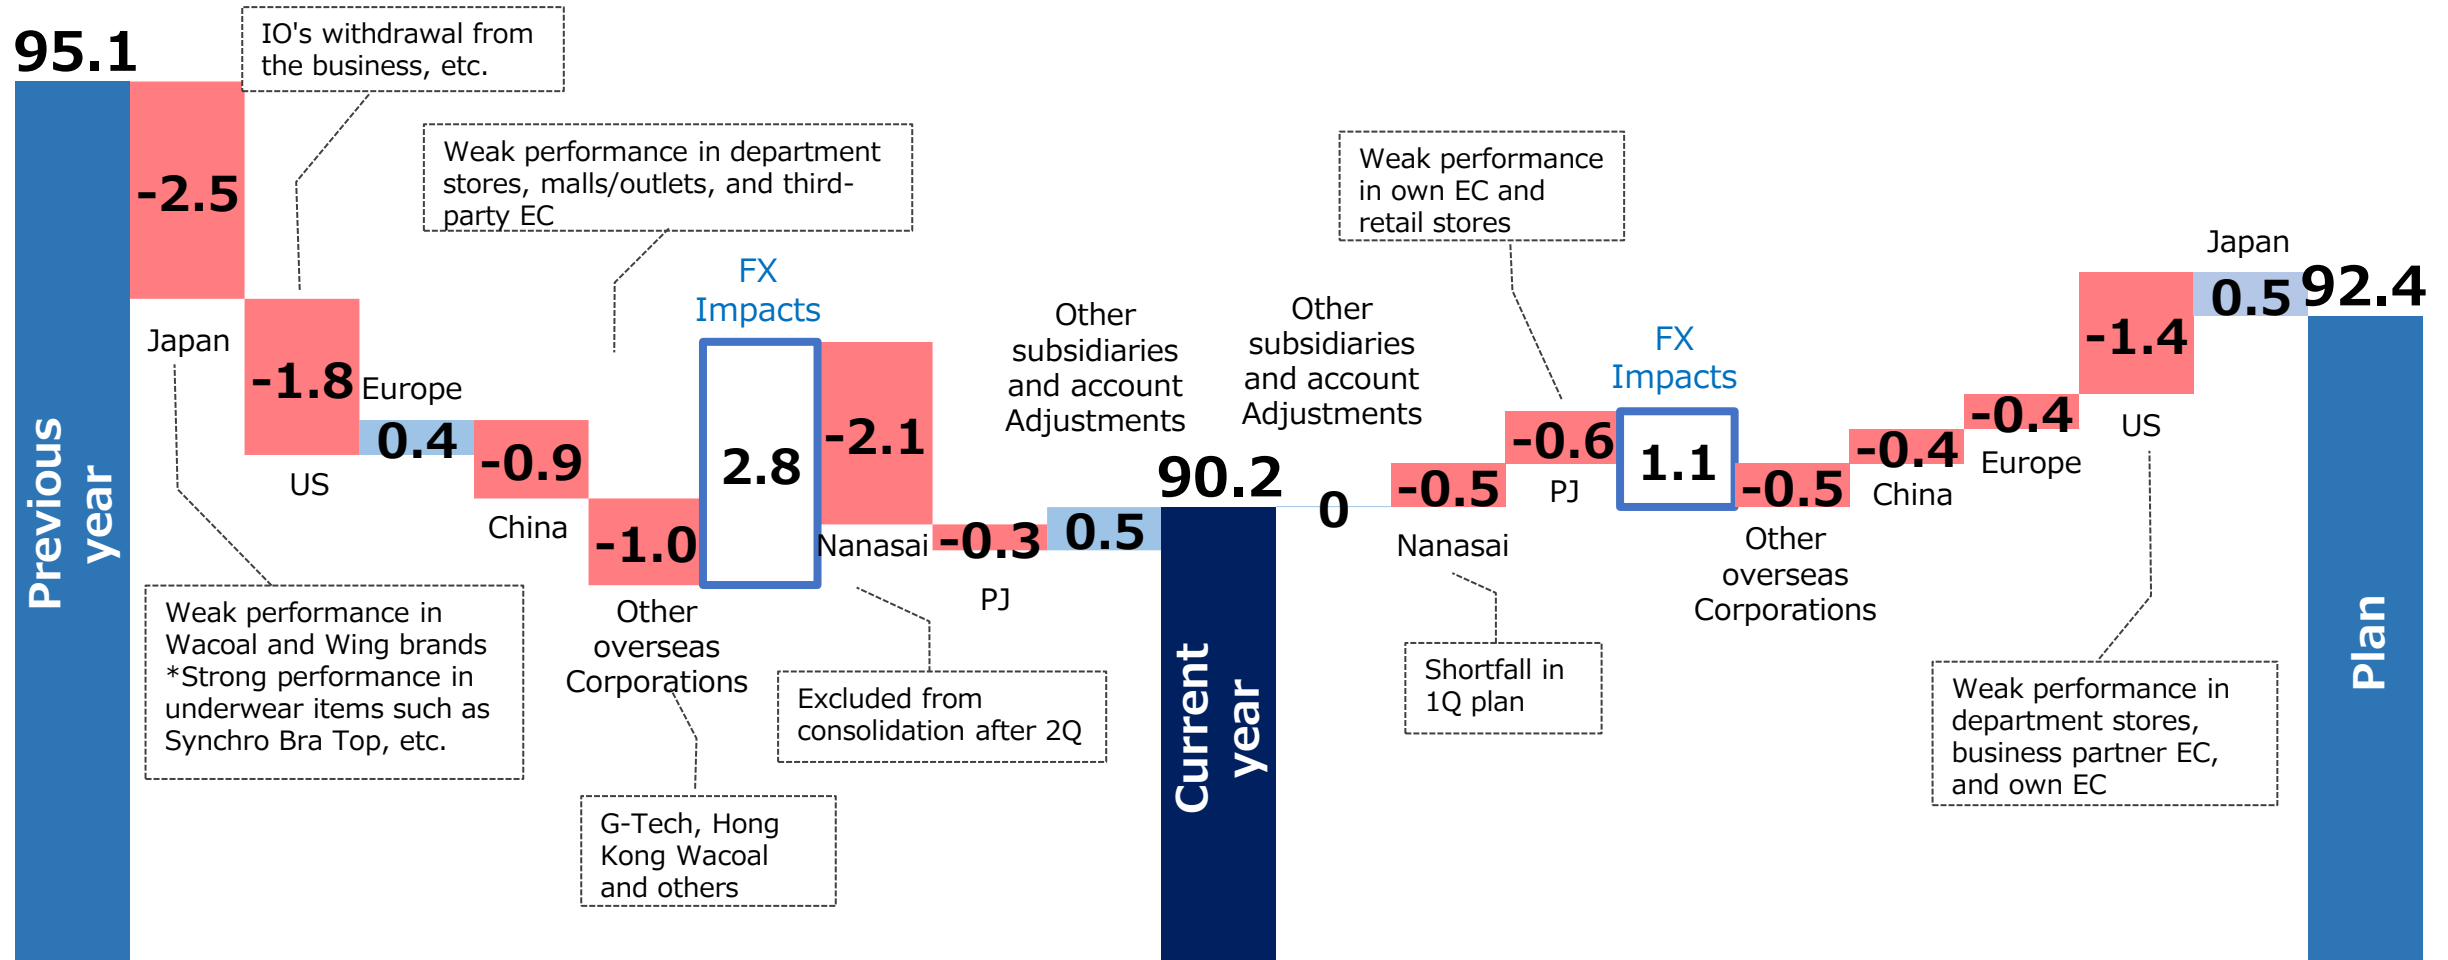 95.1
Previous
year
-2.5
Japan
Weak performance in
Wacoal and Wing brands
*Strong performance in
underwear items such as
Synchro Bra Top, etc.
IO's withdrawal from
the business, etc.
-1.8
US
Europe
0.4
Weak performance in department
stores, malls/outlets, and third-
party EC
-0.9
China
-1.0
Other
overseas
Corporations
G-Tech, Hong
Kong Wacoal
and others
FX
Impacts
2.8
-2.1
Nanasai
Excluded from
consolidation after 2Q
-0.3
PJ
Other
subsidiaries
and account
Adjustments
0.5
90.2
Current
year
Other
subsidiaries
and account
Adjustments
0
-0.5
Nanasai
Shortfall in
1Q plan
Weak performance
in own EC and
retail stores
-0.6
PJ
FX
Impacts
1.1
-0.5
Other
overseas
Corporations
-0.4
China
-0.4
Europe
-1.4
US
Weak performance in
department stores,
business partner EC,
and own EC
Japan
0.5
92.4
Plan